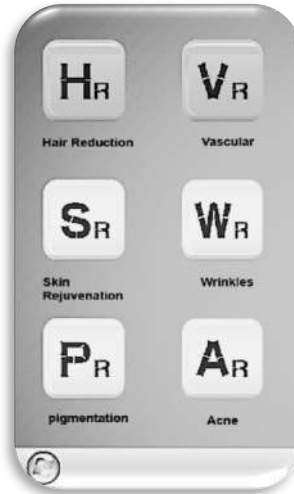 HR
VR
Hair Reduction
Vascular
SR
WR
Skin
Rejuvenation
Wrinkles
PR
AR
pigmentation
Acne